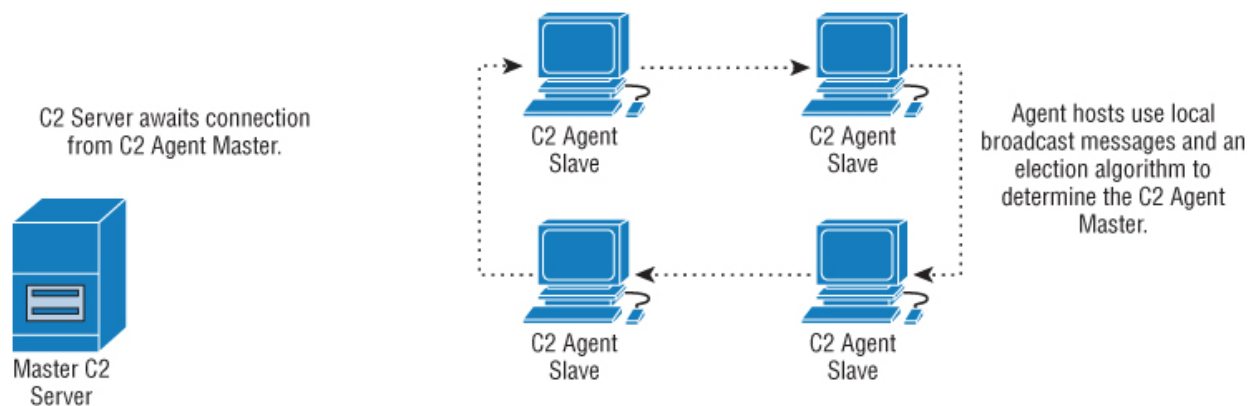 C2 Server awaits connection
from C2 Agent Master.
Master C2
Server
C2 Agent
Slave
C2 Agent
Slave
C2 Agent
Slave
C2 Agent
Slave
Agent hosts use local
broadcast messages and an
election algorithm to
determine the C2 Agent
Master.